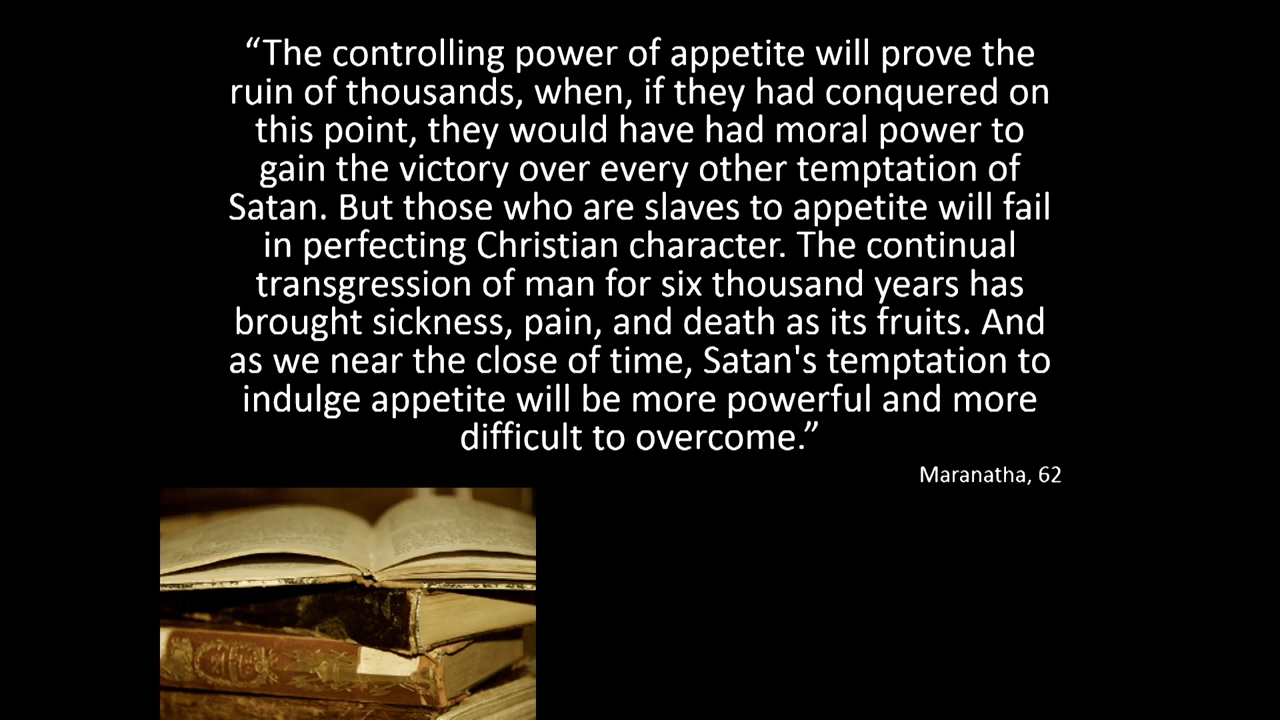 “The controlling power of appetite will prove the
ruin of thousands, when, if they had conquered on
this point, they would have had moral power to
gain the victory over every other temptation of
Satan. But those who are slaves to appetite will fail
in perfecting Christian character. The continual
transgression of man for six thousand years has
brought sickness, pain, and death as its fruits. And
as we near the close of time, Satan's temptation to
indulge appetite will be more powerful and more
difficult to overcome.”
Maranatha, 62